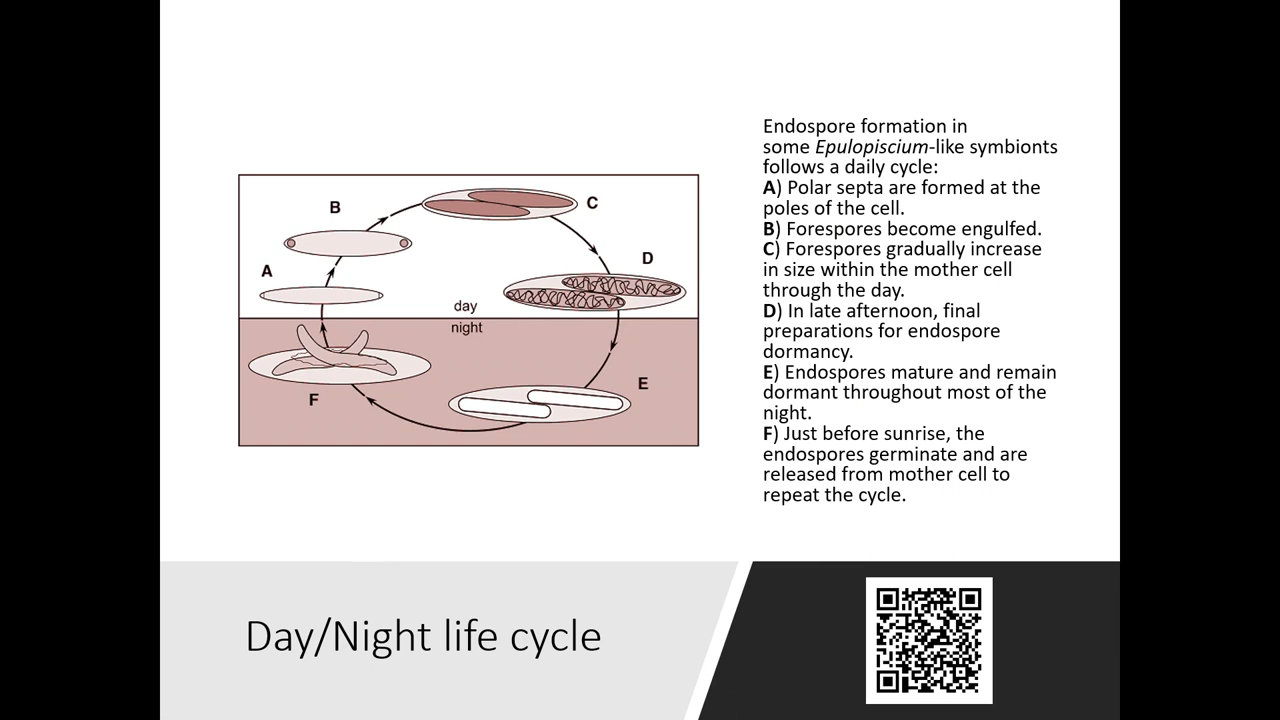 B
C
A
D
day
night
E
F
Endospore formation in
some Epulopiscium-like symbionts
follows a daily cycle:
A) Polar septa are formed at the
poles of the cell.
B) Forespores become engulfed.
C) Forespores gradually increase
in size within the mother cell
through the day.
D) In late afternoon, final
preparations for endospore
dormancy.
E) Endospores mature and remain
dormant throughout most of the
night.
F) Just before sunrise, the
endospores germinate and are
released from mother cell to
repeat the cycle.
Day/Night life cycle